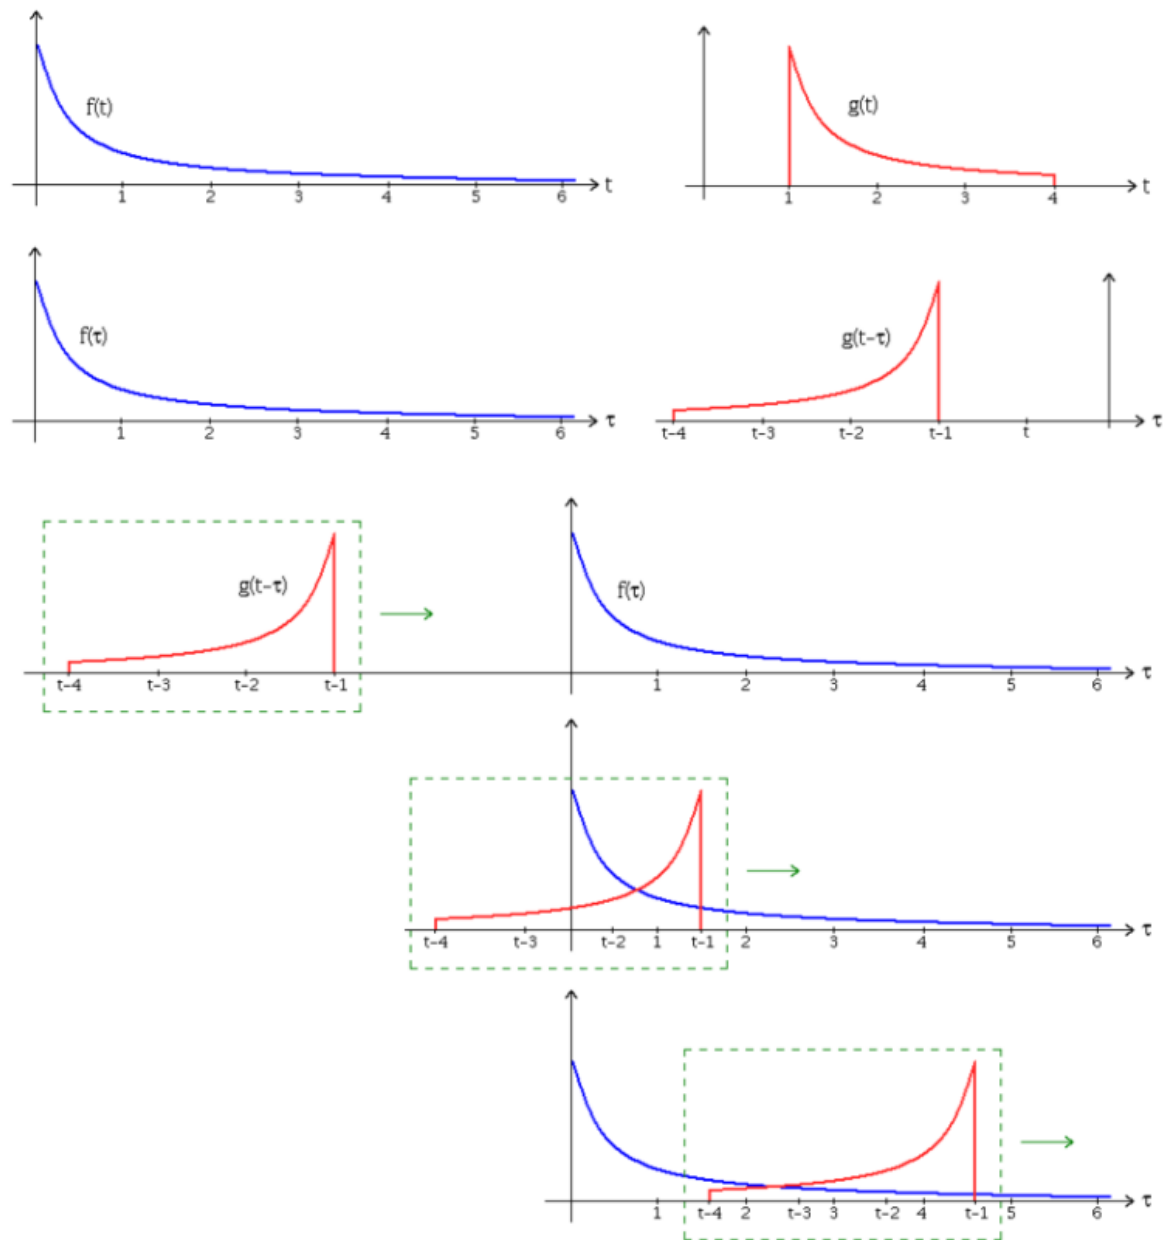 f(t)
1 2 3 4 5 6 t
g(t)
1 2 3 4 t
f(τ)
1 2 3 4 5 6 τ
g(t-τ)
t-4 t-3 t-2 t-1 t τ
g(t-τ)
t-4 t-3 t-2 t-1
f(τ)
1 2 3 4 5 6 τ
t-4 t-3 t-2 1 t-1 2 3 4 5 6 τ
1 t-4 2 t-3 3 t-2 4 t-1 5 6 τ